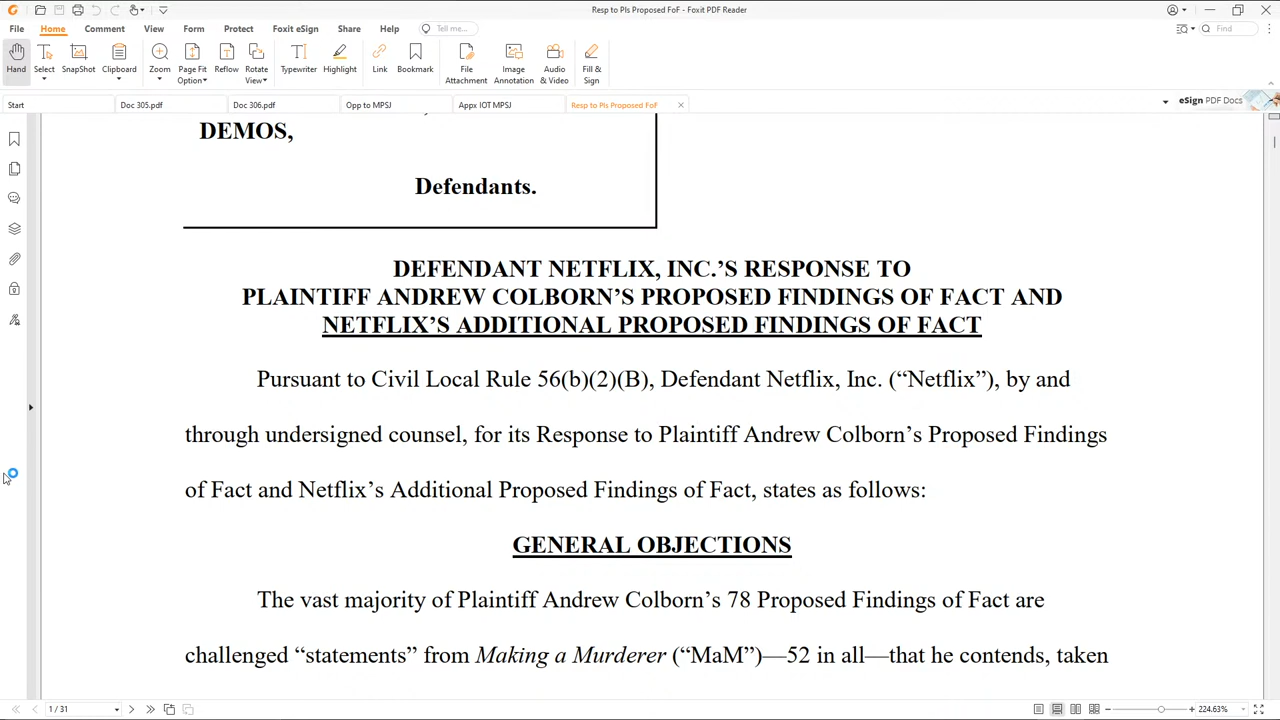 Resp to Pls Proposed FoF - Foxit PDF Reader
File Home Comment View Form Protect Foxit eSign Share Help Tell me... Find
Hand Select SnapShot Clipboard Zoom Page Fit Option Reflow Rotate View Typewriter Highlight Link Bookmark File Attachment Image Annotation Audio & Video Fill & Sign
Start Doc 305.pdf Doc 306.pdf Opp to MPSJ Appx IOT MPSJ Resp to Pls Proposed FoF eSign PDF Docs
DEMOS,
Defendants.
DEFENDANT NETFLIX, INC.’S RESPONSE TO
PLAINTIFF ANDREW COLBORN’S PROPOSED FINDINGS OF FACT AND
NETFLIX’S ADDITIONAL PROPOSED FINDINGS OF FACT
Pursuant to Civil Local Rule 56(b)(2)(B), Defendant Netflix, Inc. (“Netflix”), by and
through undersigned counsel, for its Response to Plaintiff Andrew Colborn’s Proposed Findings
of Fact and Netflix’s Additional Proposed Findings of Fact, states as follows:
GENERAL OBJECTIONS
The vast majority of Plaintiff Andrew Colborn’s 78 Proposed Findings of Fact are
challenged “statements” from Making a Murderer (“MaM”)—52 in all—that he contends, taken
1 / 31 224.63%